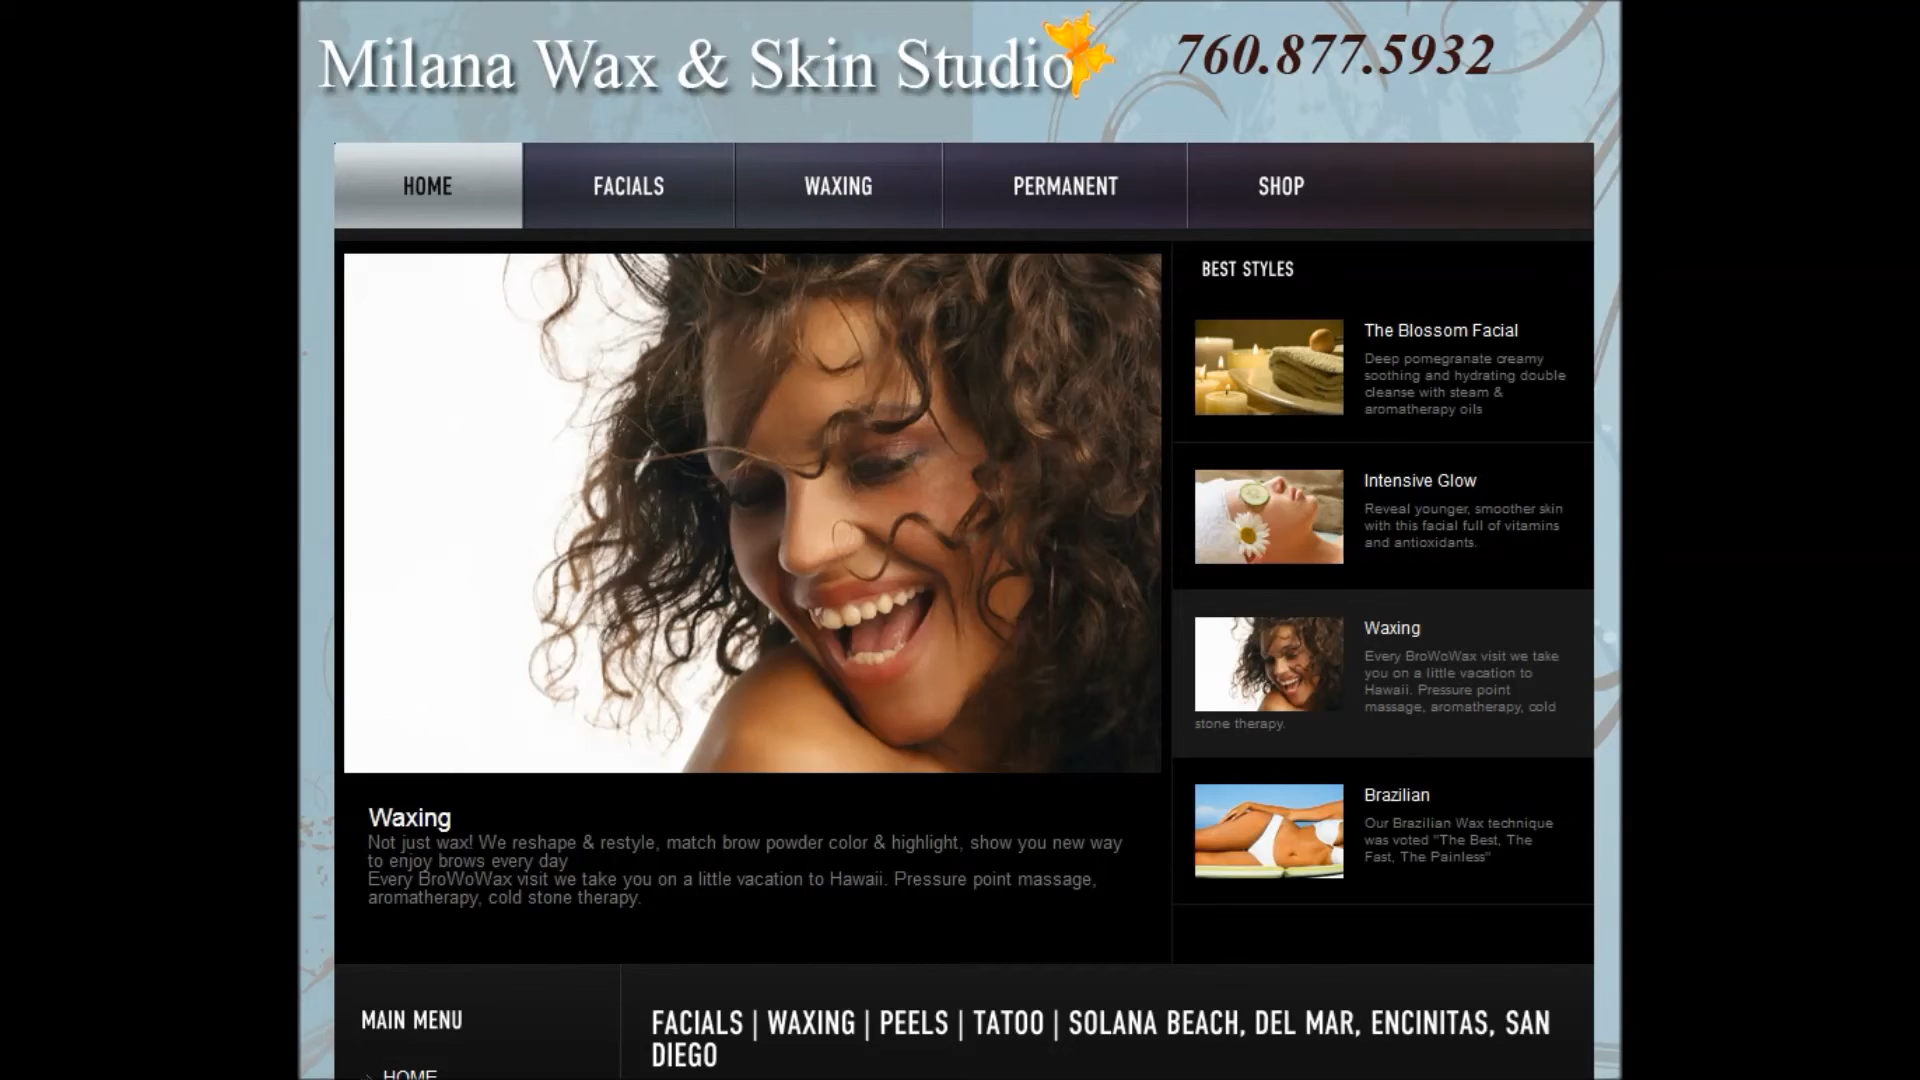 Milana Wax & Skin Studio
760.877.5932
HOME
FACIALS
WAXING
PERMANENT
SHOP
BEST STYLES
The Blossom Facial
Deep pomegranate creamy
soothing and hydrating double
cleanse with steam &
aromatherapy oils
Intensive Glow
Reveal younger, smoother skin
with this facial full of vitamins
and antioxidants.
Waxing
Every BroWoWax visit we take
you on a little vacation to
Hawaii. Pressure point
massage, aromatherapy, cold
stone therapy.
Brazilian
Our Brazilian Wax technique
was voted "The Best, The
Fast, The Painless"
Waxing
Not just wax! We reshape & restyle, match brow powder color & highlight, show you new way
to enjoy brows every day
Every BroWoWax visit we take you on a little vacation to Hawaii. Pressure point massage,
aromatherapy, cold stone therapy.
MAIN MENU
HOME
FACIALS | WAXING | PEELS | TATOO | SOLANA BEACH, DEL MAR, ENCINITAS, SAN
DIEGO